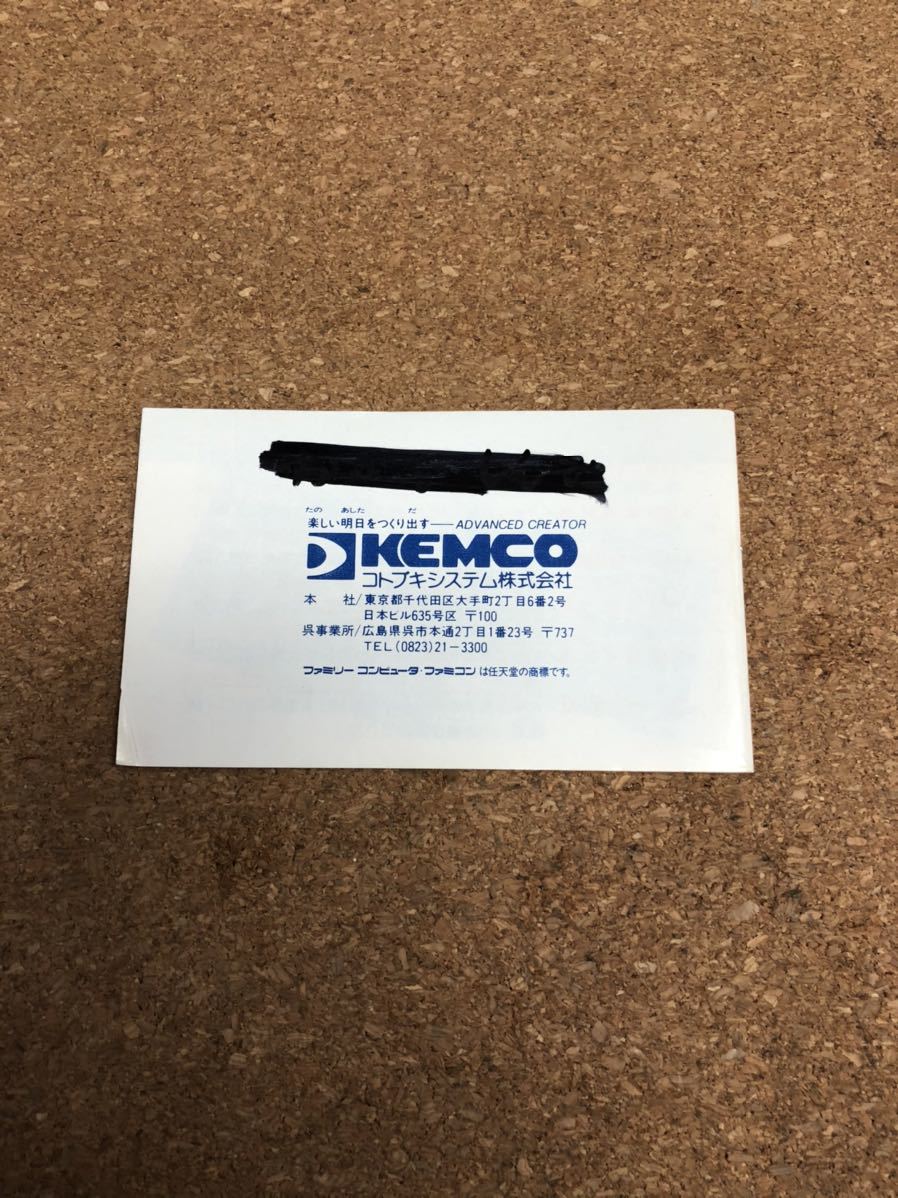 たの あした だ
楽しい明日をつくり出す——ADVANCED CREATOR
KEMCO
コトブキシステム株式会社
本 社/東京都千代田区大手町2丁目6番2号
日本ビル635号区 〒100
呉事業所/広島県呉市本通2丁目1番23号 〒737
TEL(0823)21-3300
ファミリーコンピュータ・ファミコンは任天堂の商標です。